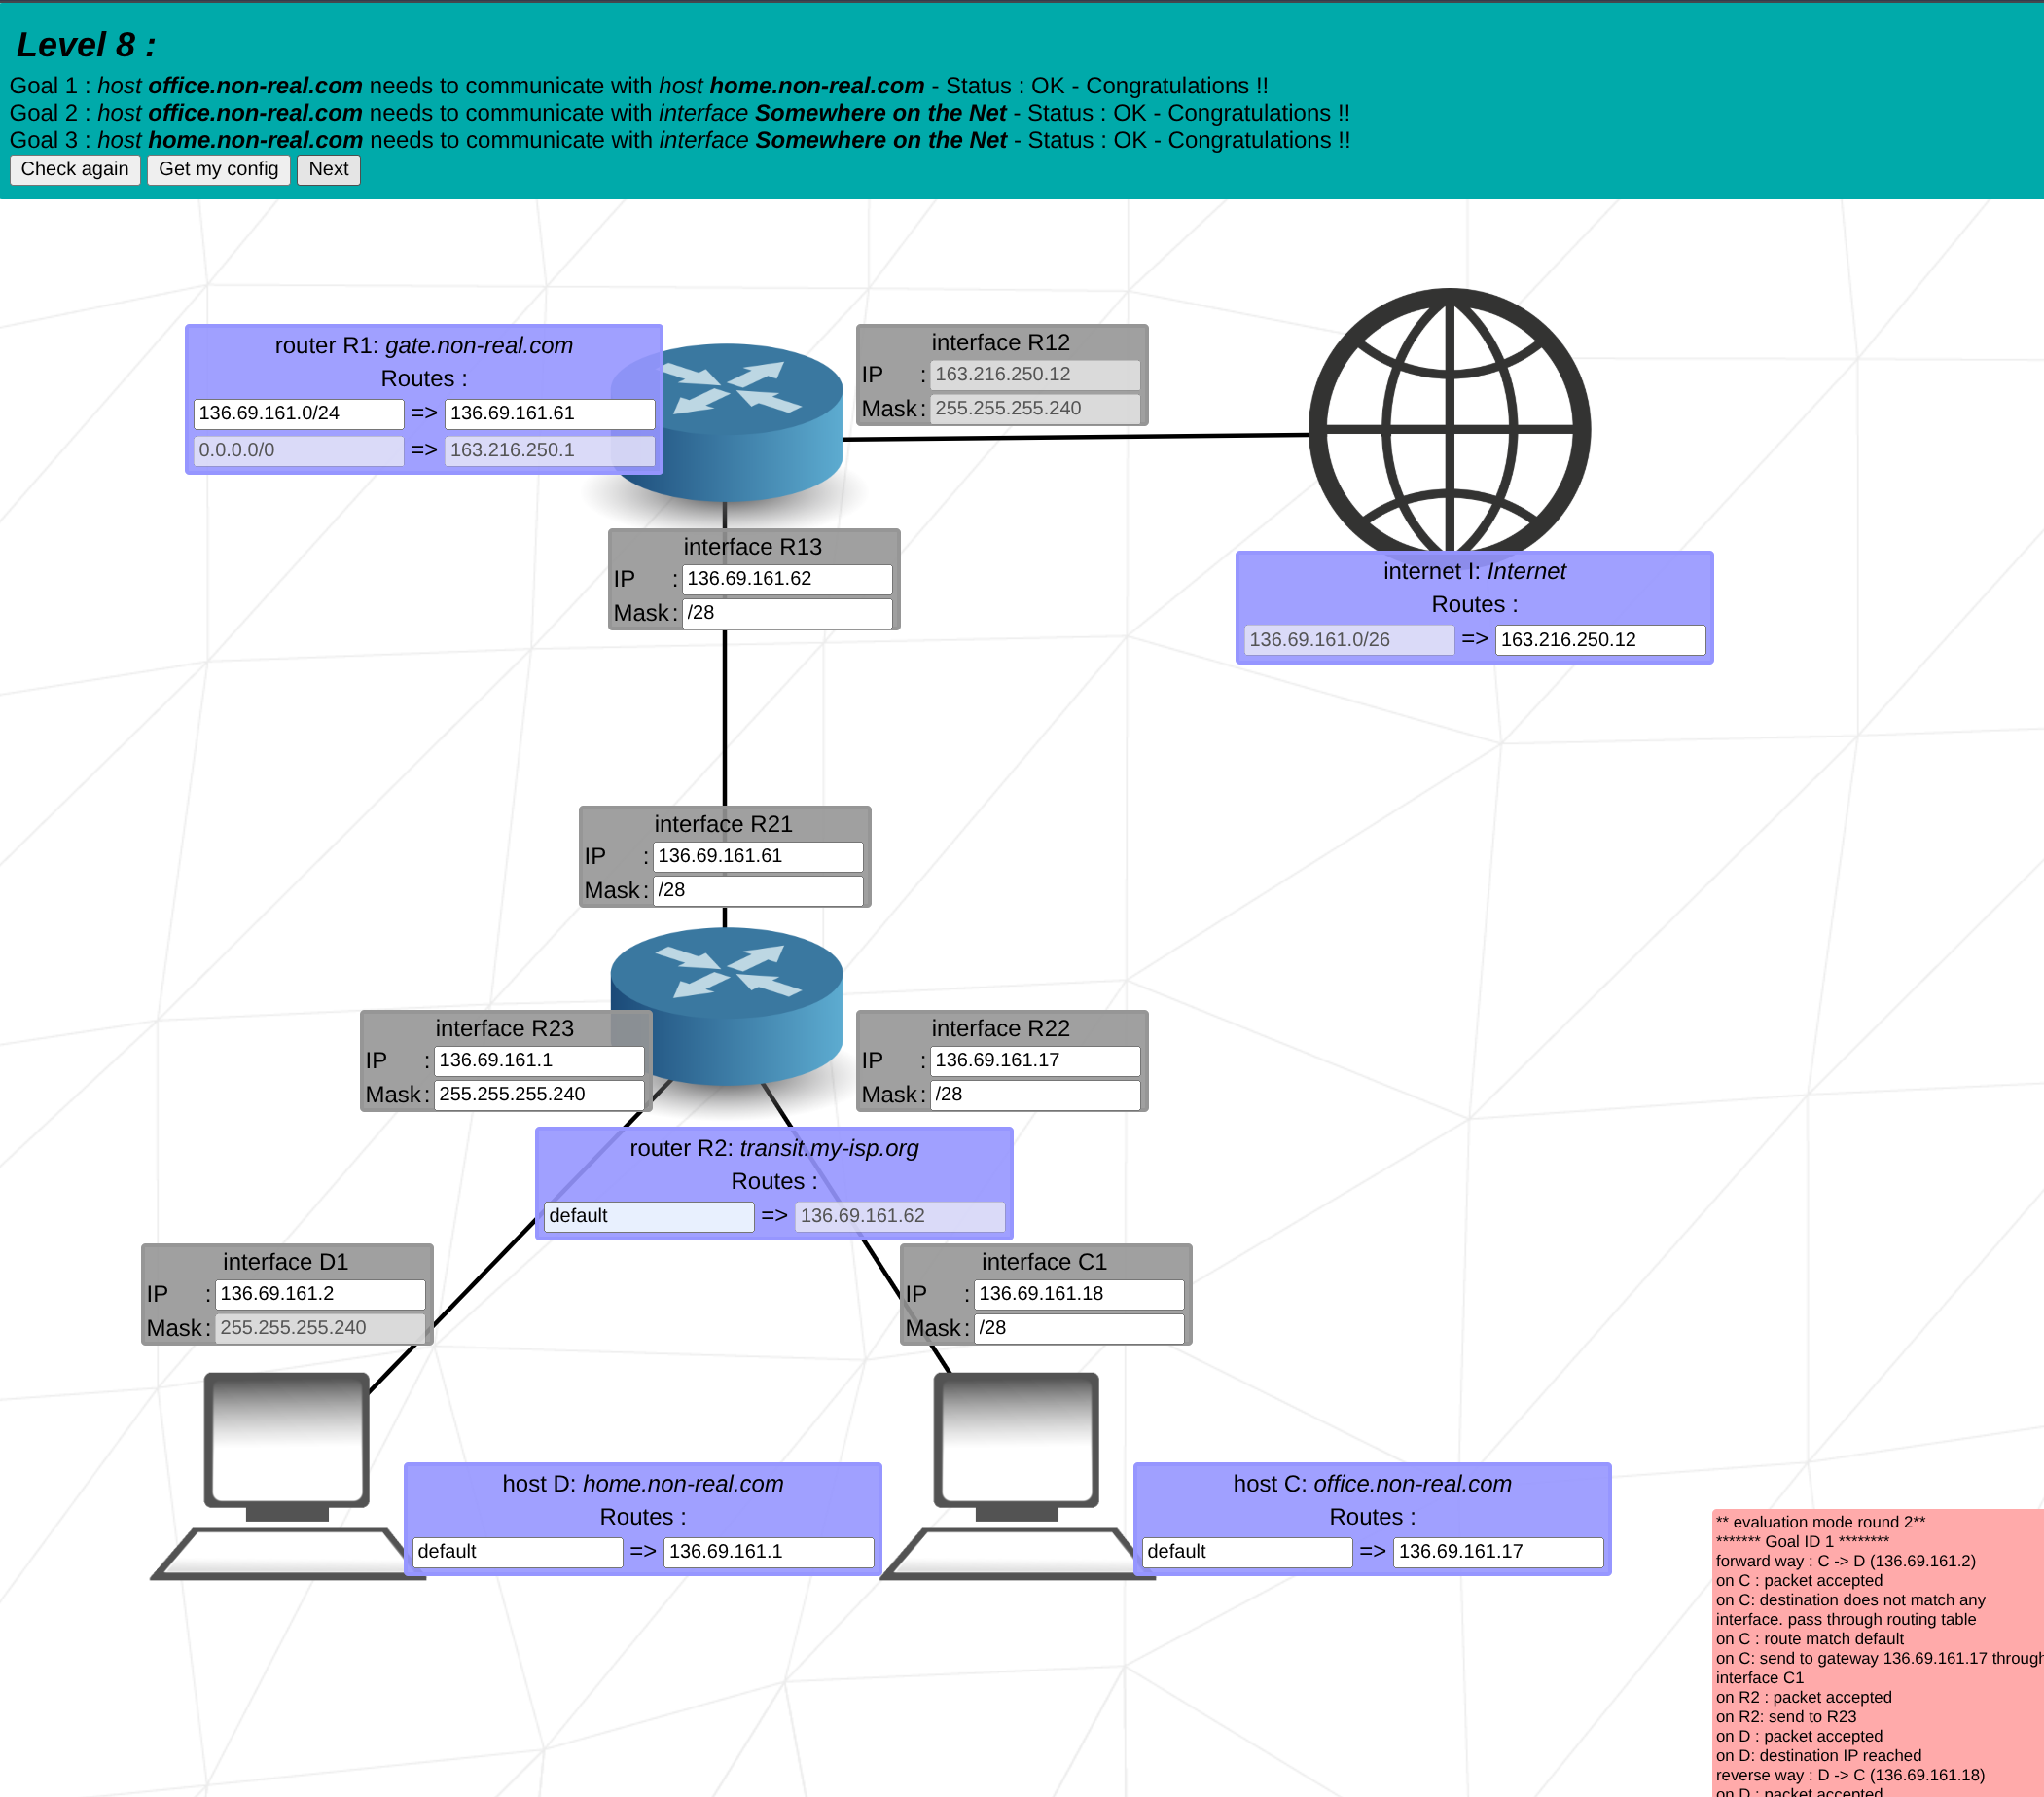 Level 8 :
Goal 1 : host office.non-real.com needs to communicate with host home.non-real.com - Status : OK - Congratulations !!
Goal 2 : host office.non-real.com needs to communicate with interface Somewhere on the Net - Status : OK - Congratulations !!
Goal 3 : host home.non-real.com needs to communicate with interface Somewhere on the Net - Status : OK - Congratulations !!
Check again Get my config Next
router R1: gate.non-real.com
Routes :
136.69.161.0/24 => 136.69.161.61
0.0.0.0/0 => 163.216.250.1
interface R12
IP : 163.216.250.12
Mask : 255.255.255.240
interface R13
IP : 136.69.161.62
Mask : /28
internet I: Internet
Routes :
136.69.161.0/26 => 163.216.250.12
interface R21
IP : 136.69.161.61
Mask : /28
interface R23
IP : 136.69.161.1
Mask : 255.255.255.240
interface R22
IP : 136.69.161.17
Mask : /28
router R2: transit.my-isp.org
Routes :
default => 136.69.161.62
interface D1
IP : 136.69.161.2
Mask : 255.255.255.240
interface C1
IP : 136.69.161.18
Mask : /28
host D: home.non-real.com
Routes :
default => 136.69.161.1
host C: office.non-real.com
Routes :
default => 136.69.161.17
** evaluation mode round 2**
******* Goal ID 1 ********
forward way : C -> D (136.69.161.2)
on C : packet accepted
on C: destination does not match any
interface. pass through routing table
on C : route match default
on C: send to gateway 136.69.161.17 through
interface C1
on R2 : packet accepted
on R2: send to R23
on D : packet accepted
on D: destination IP reached
reverse way : D -> C (136.69.161.18)
on D : packet accepted